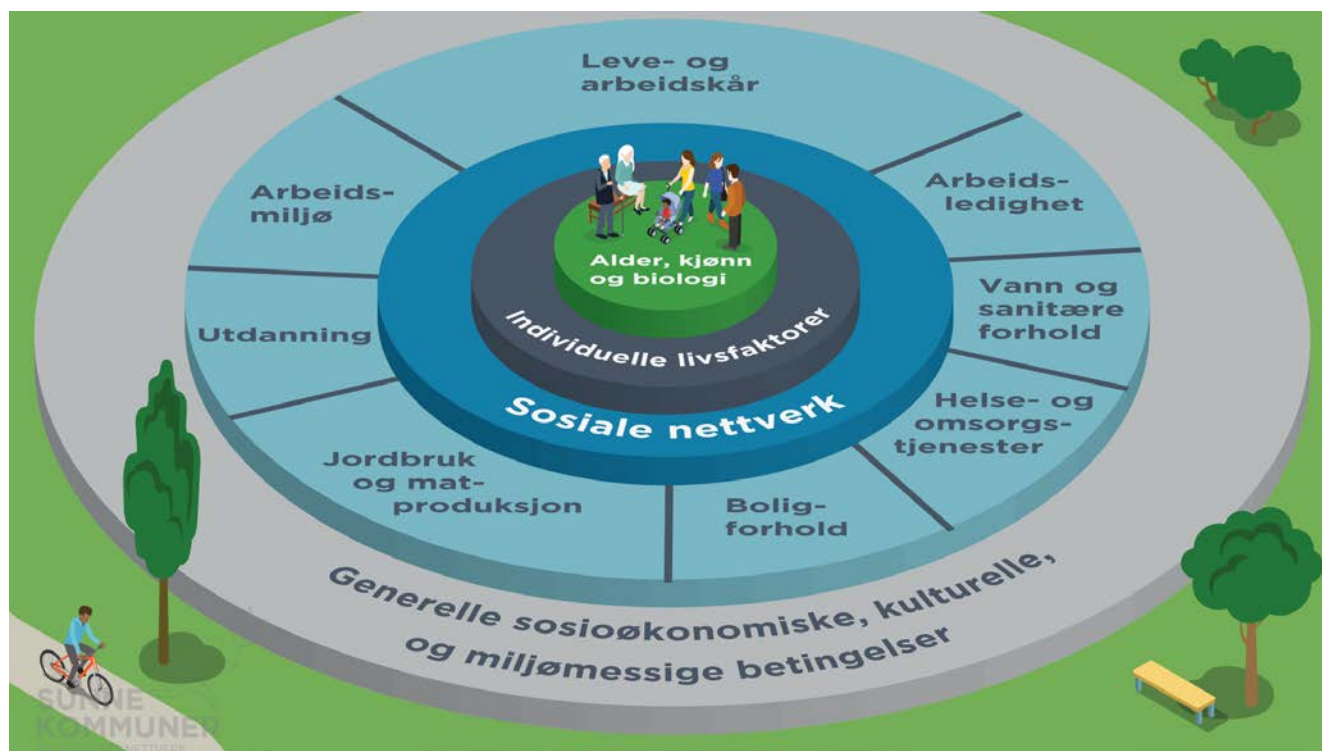 Leve- og
arbeidskår
Arbeids-
miljø
Arbeids-
ledighet
Alder, kjønn
og biologi
Vann og
sanitære
forhold
Individuelle livsfaktorer
Utdanning
Sosiale nettverk
Helse- og
omsorgs-
tjenester
Jordbruk
og mat-
produksjon
Bolig-
forhold
Generelle sosioøkonomiske, kulturelle,
og miljømessige betingelser
SUNNE
KOMMUNER
NETTVERK